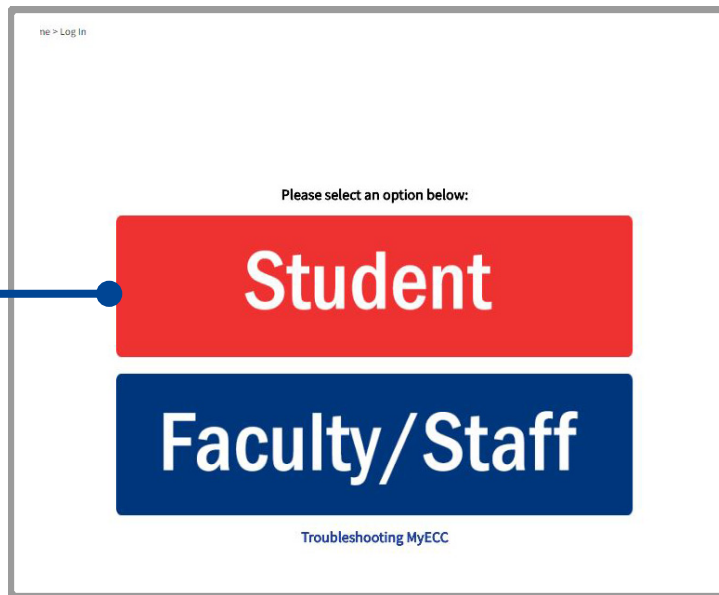 ne > Log In
Please select an option below:
Student
Faculty/Staff
Troubleshooting MyECC